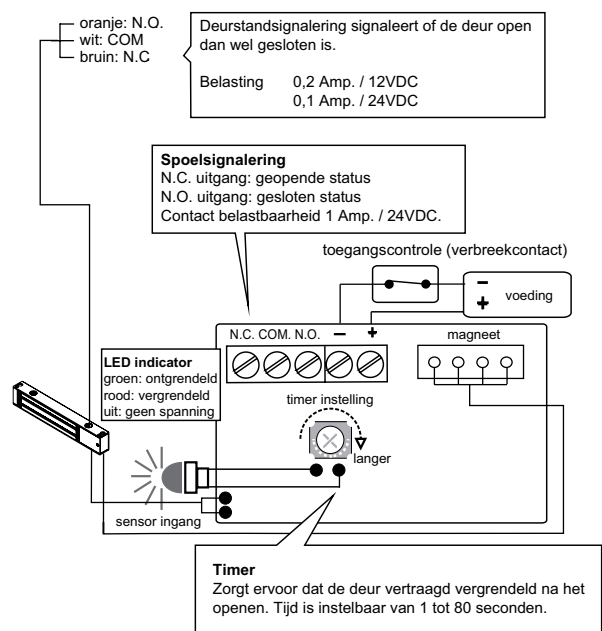 oranje: N.O.
wit: COM
bruin: N.C
Deurstandsignalering signaleert of de deur open
dan wel gesloten is.
Belasting 0,2 Amp. / 12VDC
0,1 Amp. / 24VDC
Spoelsignalering
N.C. uitgang: geopende status
N.O. uitgang: gesloten status
Contact belastbaarheid 1 Amp. / 24VDC.
toegangscontrole (verbreekcontact)
− + voeding
N.C. COM. N.O. − +
magneet
LED indicator
groen: ontgrendeld
rood: vergrendeld
uit: geen spanning
timer instelling
langer
sensor ingang
Timer
Zorgt ervoor dat de deur vertraagd vergrendeld na het
openen. Tijd is instelbaar van 1 tot 80 seconden.